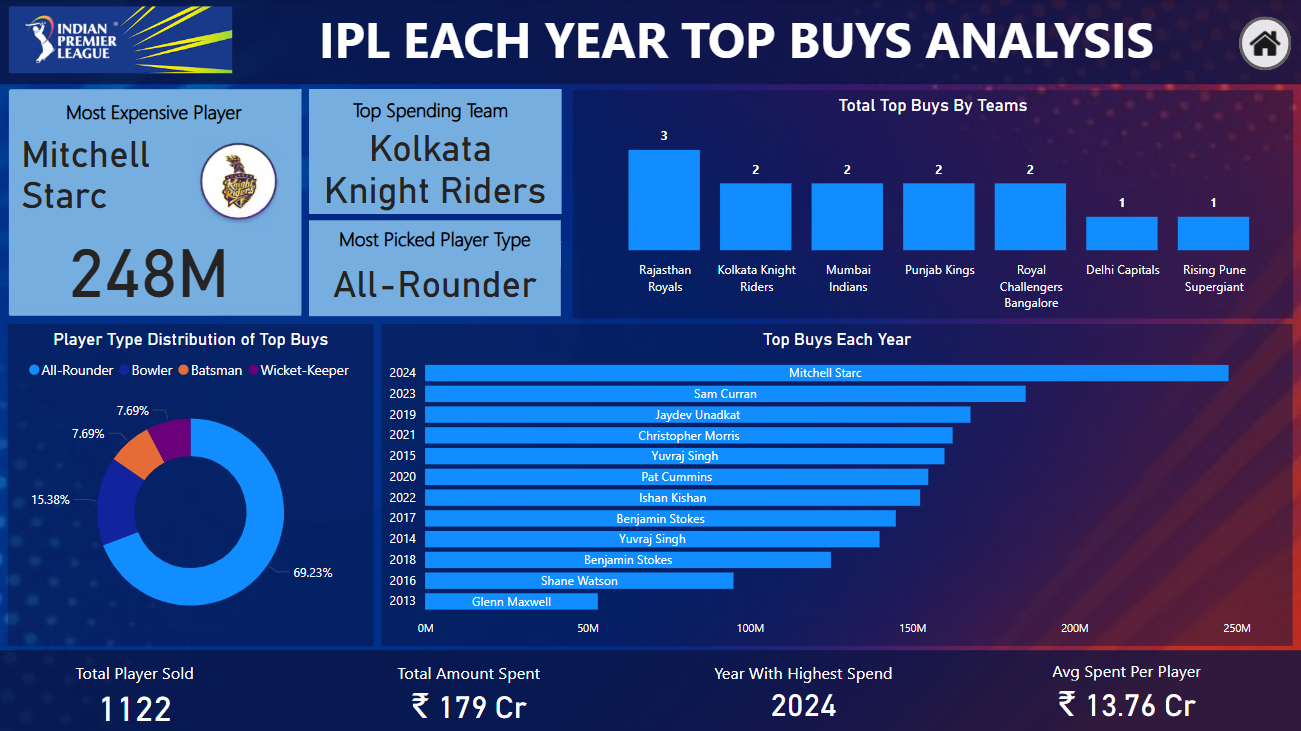 INDIAN
PREMIER
LEAGUE
IPL EACH YEAR TOP BUYS ANALYSIS
Most Expensive Player
Mitchell
Starc
Knight
Riders
248M
Top Spending Team
Kolkata
Knight Riders
Most Picked Player Type
All-Rounder
Total Top Buys By Teams
3
2
2
2
2
1
1
Rajasthan
Royals
Kolkata Knight
Riders
Mumbai
Indians
Punjab Kings
Royal
Challengers
Bangalore
Delhi Capitals
Rising Pune
Supergiant
Player Type Distribution of Top Buys
All-Rounder Bowler Batsman Wicket-Keeper
7.69%
7.69%
15.38%
69.23%
Top Buys Each Year
2024 Mitchell Starc
2023 Sam Curran
2019 Jaydev Unadkat
2021 Christopher Morris
2015 Yuvraj Singh
2020 Pat Cummins
2022 Ishan Kishan
2017 Benjamin Stokes
2014 Yuvraj Singh
2018 Benjamin Stokes
2016 Shane Watson
2013 Glenn Maxwell
0M 50M 100M 150M 200M 250M
Total Player Sold
1122
Total Amount Spent
₹ 179 Cr
Year With Highest Spend
2024
Avg Spent Per Player
₹ 13.76 Cr